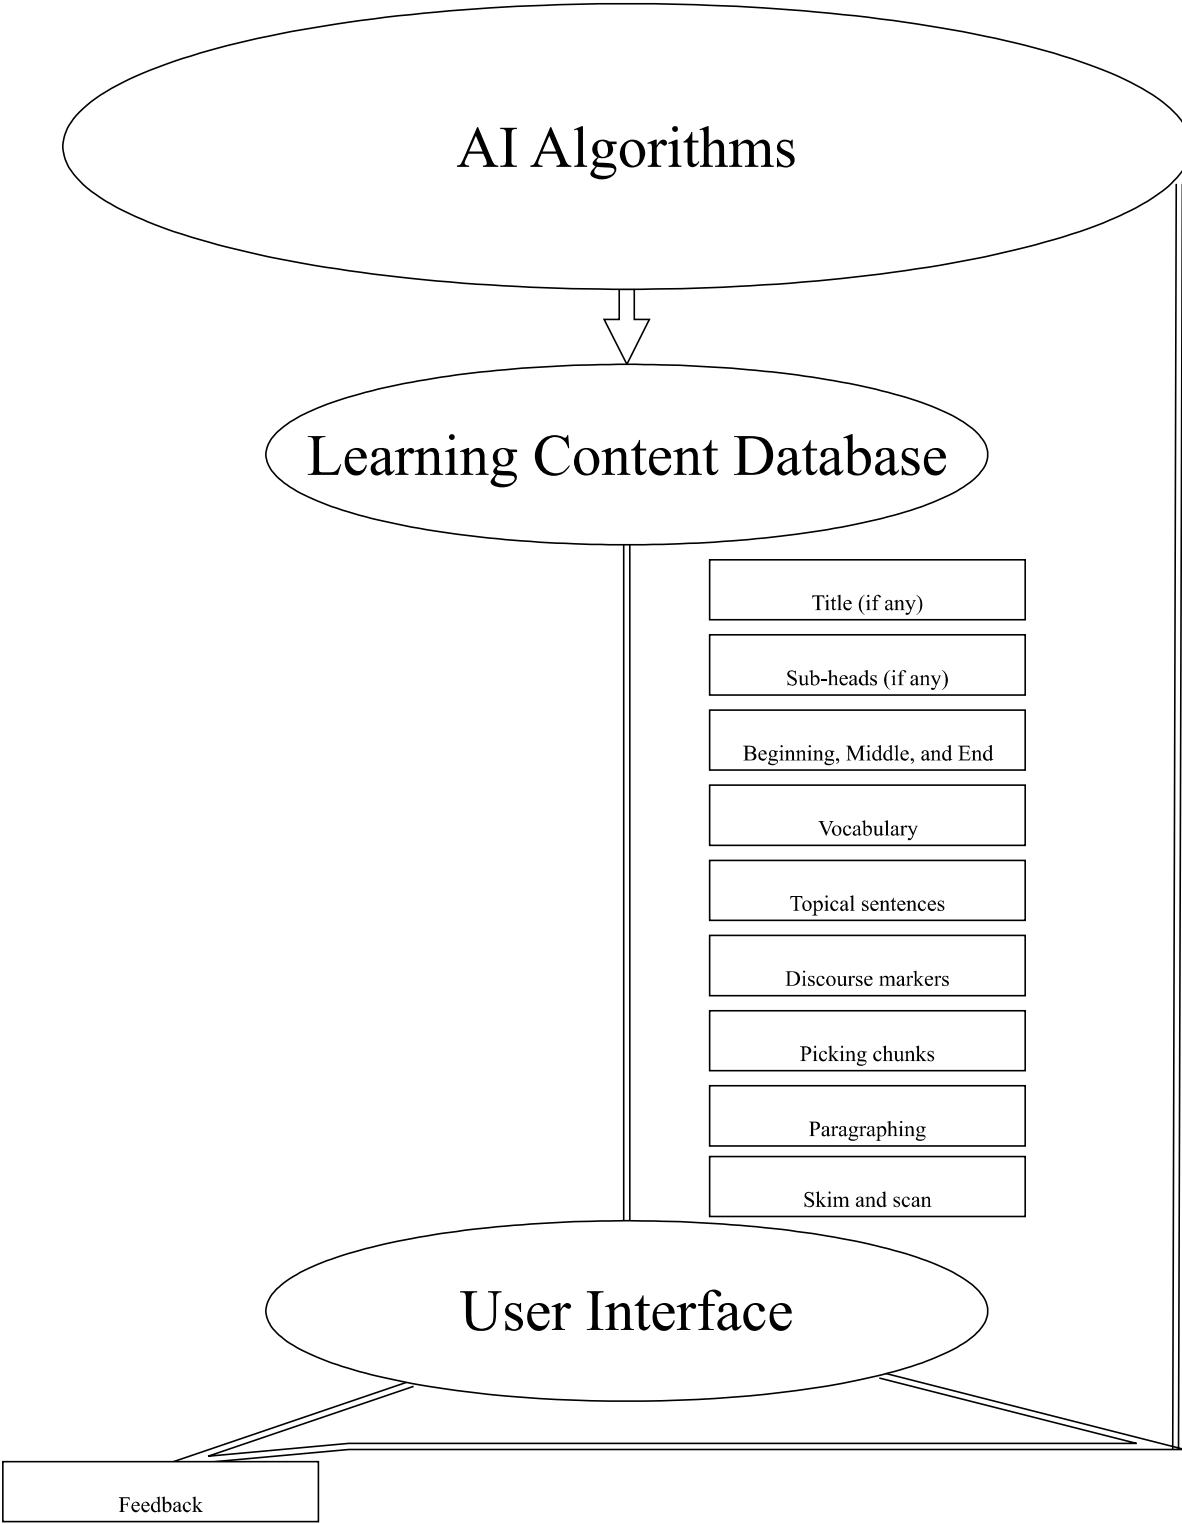 AI Algorithms
Learning Content Database
Title (if any)
Sub-heads (if any)
Beginning, Middle, and End
Vocabulary
Topical sentences
Discourse markers
Picking chunks
Paragraphing
Skim and scan
User Interface
Feedback